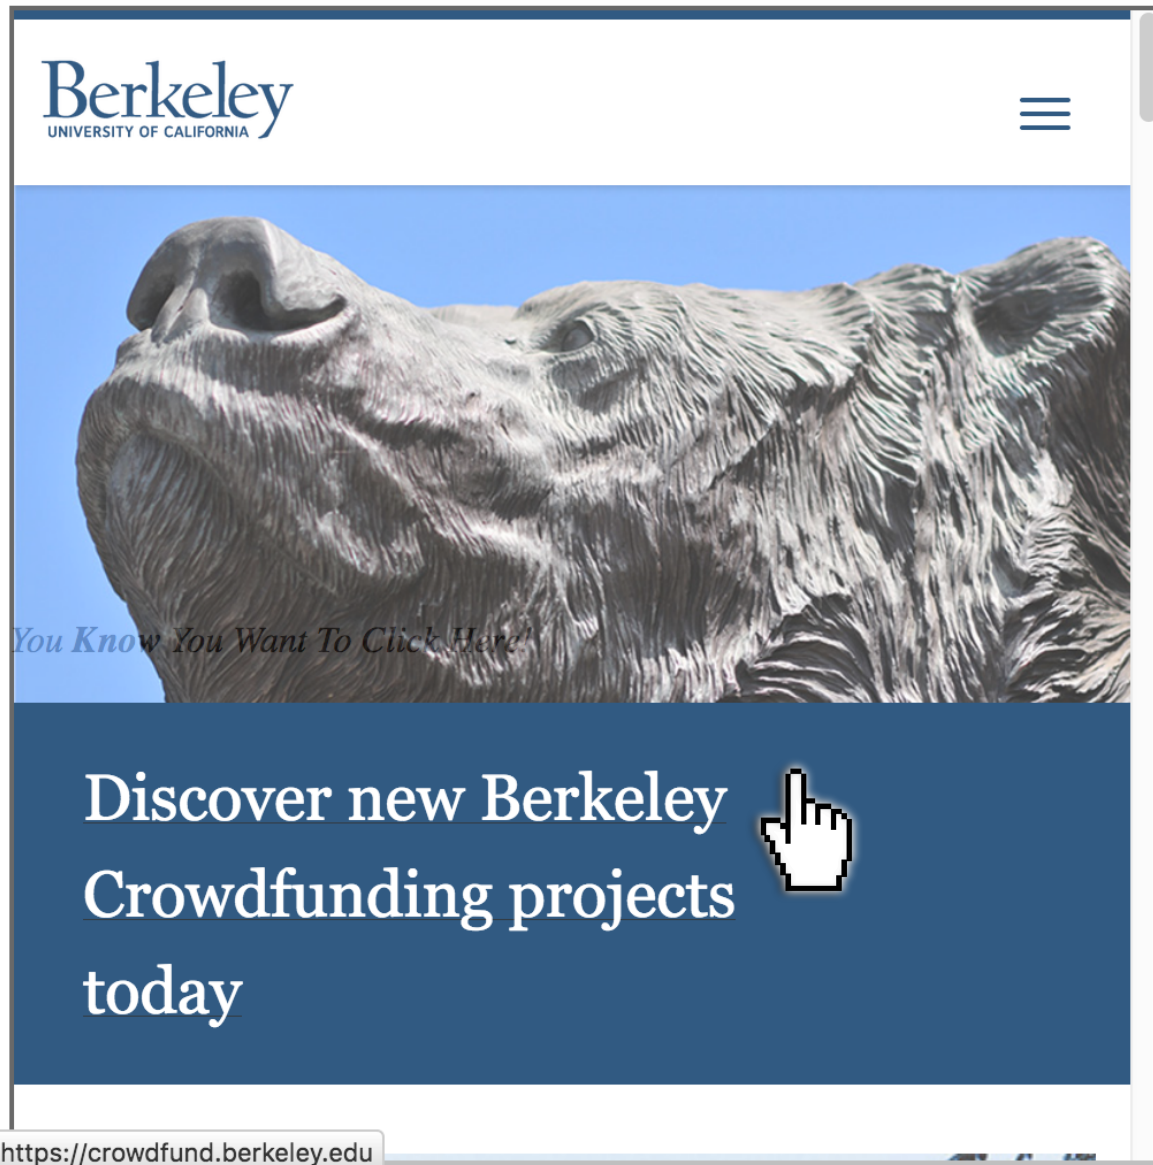 Berkeley
UNIVERSITY OF CALIFORNIA
You Know You Want To Click Here!
Discover new Berkeley
Crowdfunding projects
today
https://crowdfund.berkeley.edu